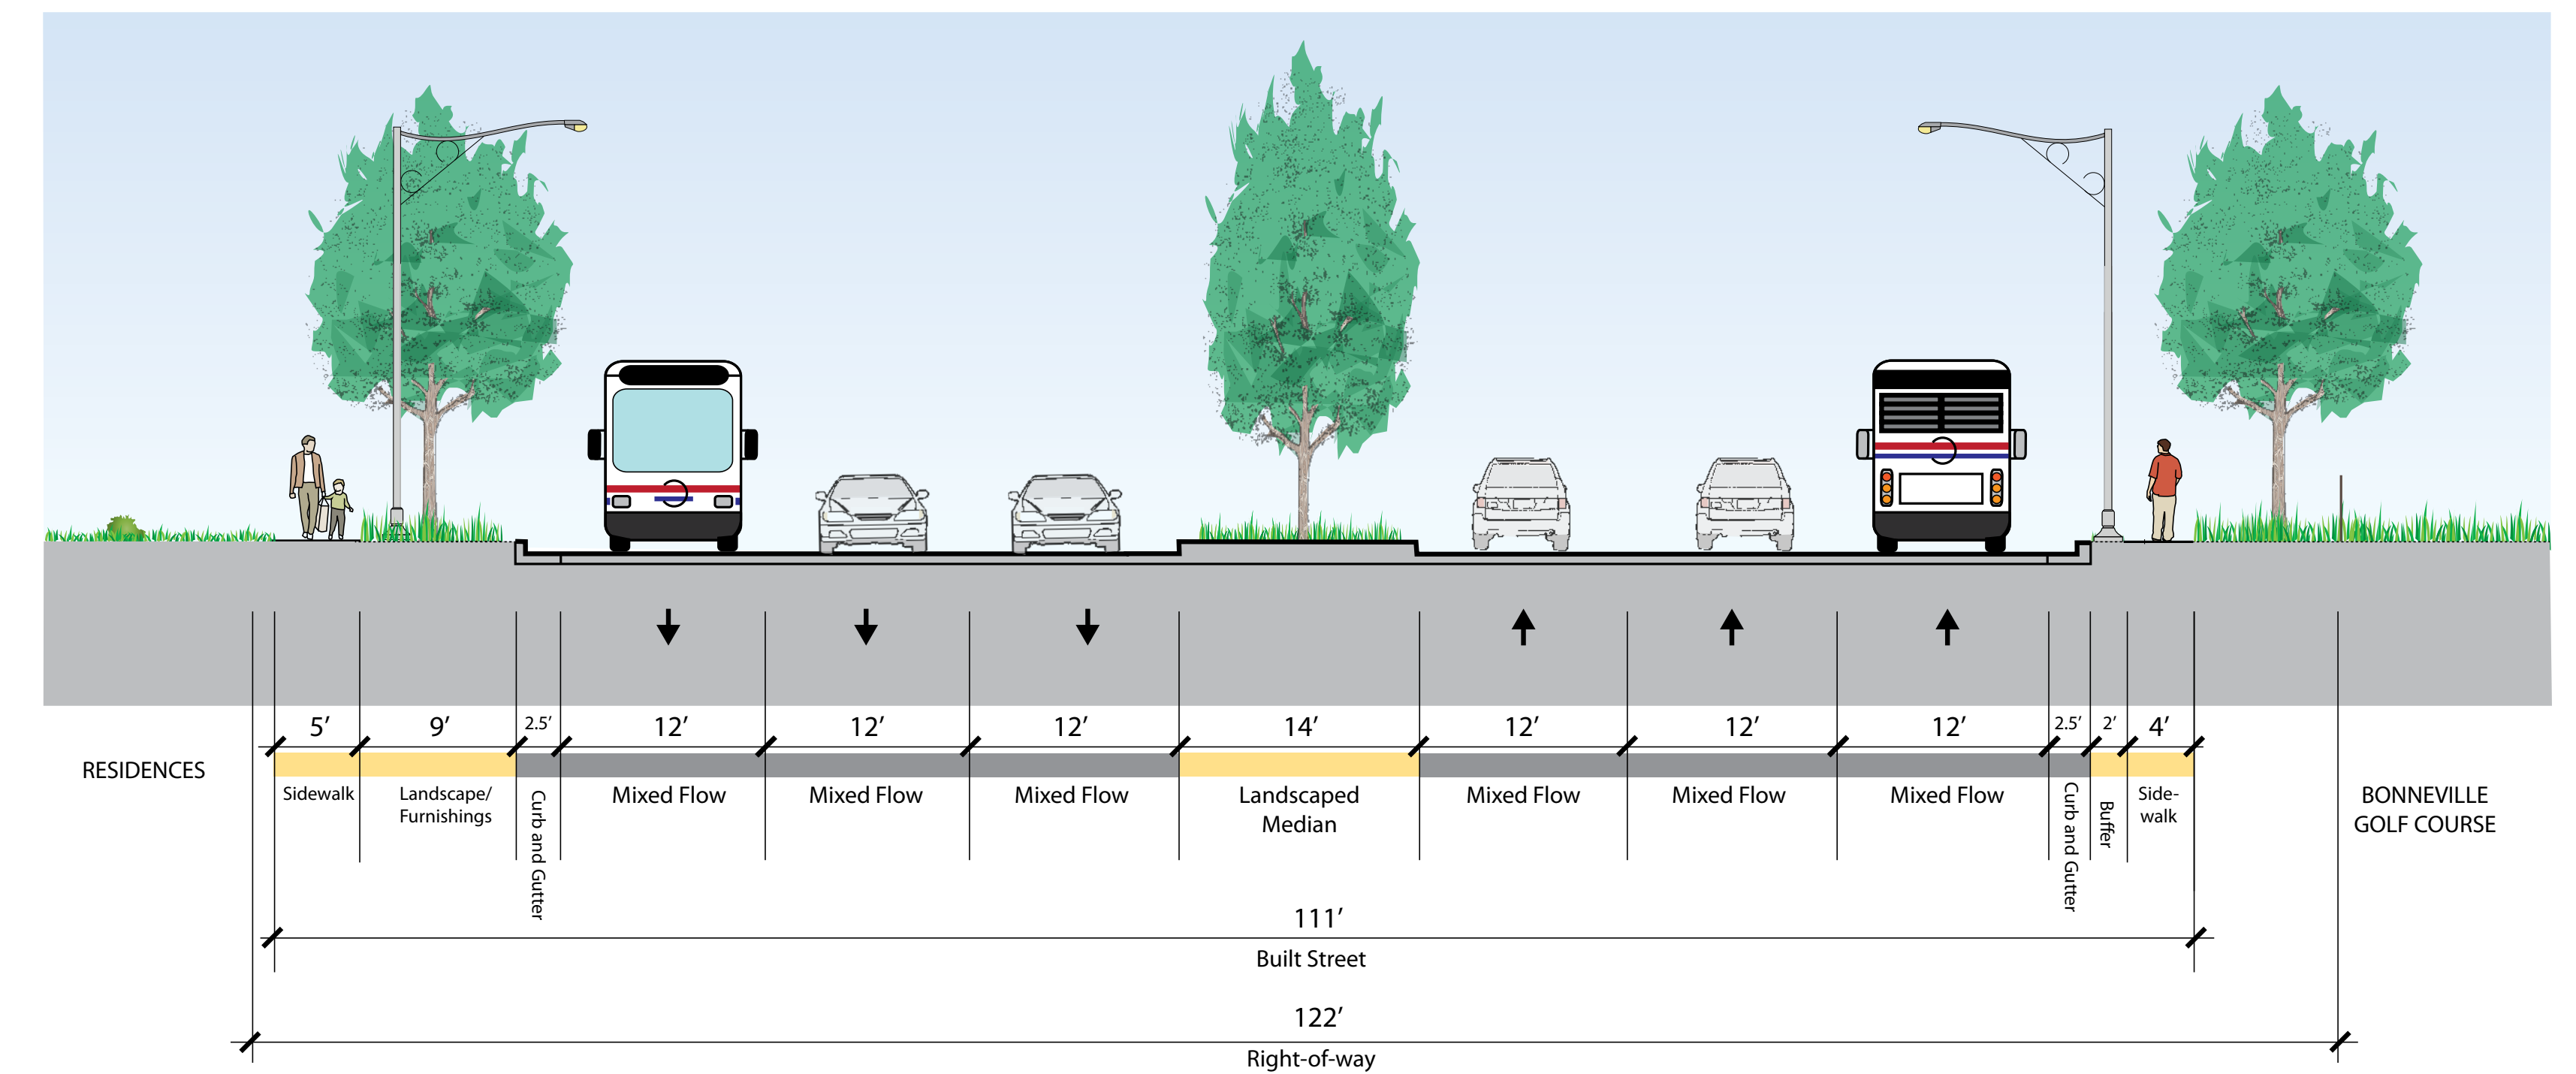 5’ 9’ 2.5’ 12’ 12’ 12’ 14’ 12’ 12’ 12’ 2.5’ 2’ 4’
RESIDENCES
Sidewalk
Landscape/
Furnishings
Curb and Gutter
Mixed Flow
Mixed Flow
Mixed Flow
Landscaped
Median
Mixed Flow
Mixed Flow
Mixed Flow
Curb and Gutter
Buffer
Side-
walk
BONNEVILLE
GOLF COURSE
111’
Built Street
122’
Right-of-way